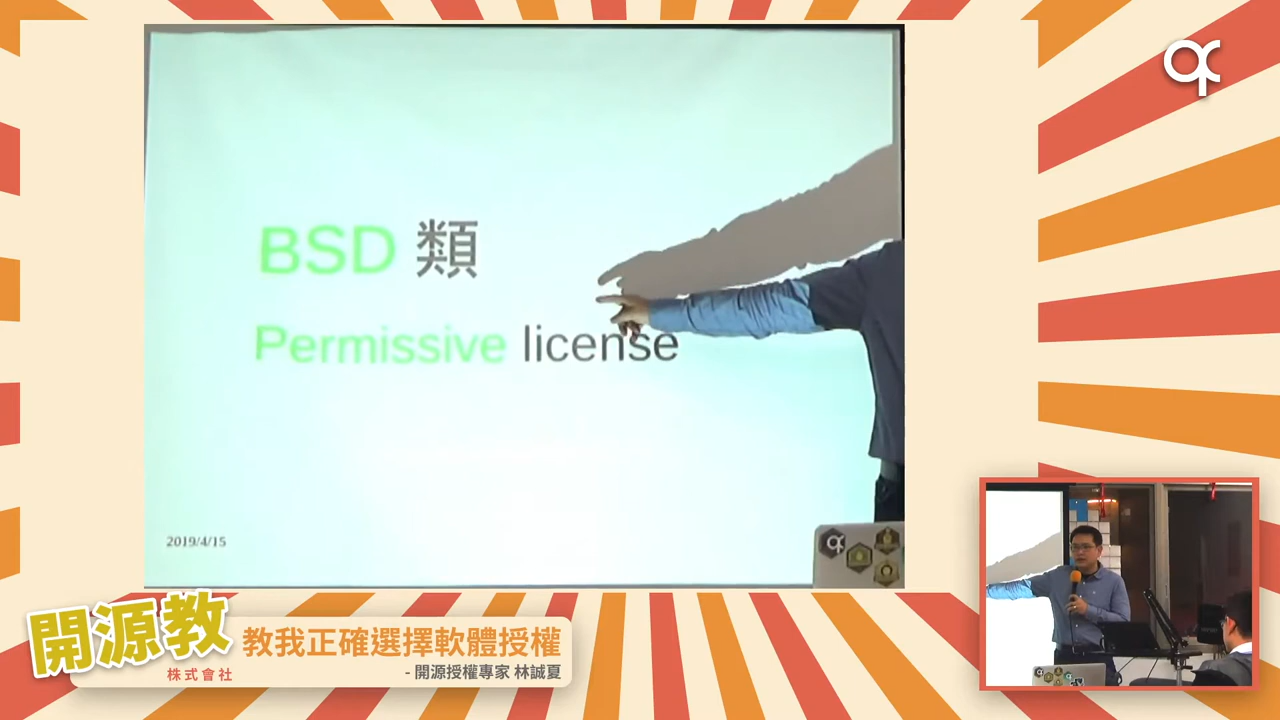 BSD 類
Permissive license
2019/4/15
開源教
株式會社
教我正確選擇軟體授權
- 開源授權專家 林誠夏